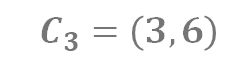 C₃ = (3,6)